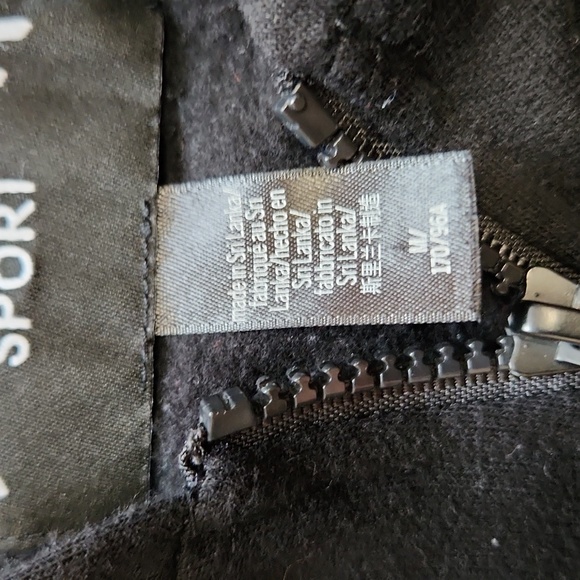 SPORT
made in Sri Lanka/
fabriqué au Sri
Lanka/hecho en
Sri Lanka/
fabricato in
Sri Lanka/
斯里兰卡制造
M/
170/96A